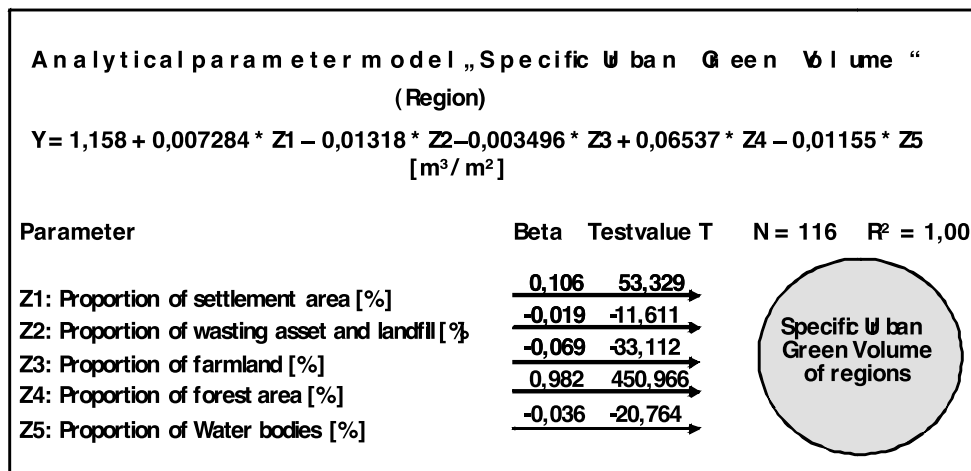 Analytical parameter model „Specific Urban Green Volume“
(Region)
Y= 1,158 + 0,007284 * Z1 – 0,01318 * Z2–0,003496 * Z3 + 0,06537 * Z4 – 0,01155 * Z5
[m³/m²]
Parameter Beta Testvalue T N = 116 R² = 1,00
Z1: Proportion of settlement area [%] 0,106 53,329
Z2: Proportion of wasting asset and landfill [%] -0,019 -11,611
Z3: Proportion of farmland [%] -0,069 -33,112
Z4: Proportion of forest area [%] 0,982 450,966
Z5: Proportion of Water bodies [%] -0,036 -20,764
Specific Urban
Green Volume
of regions